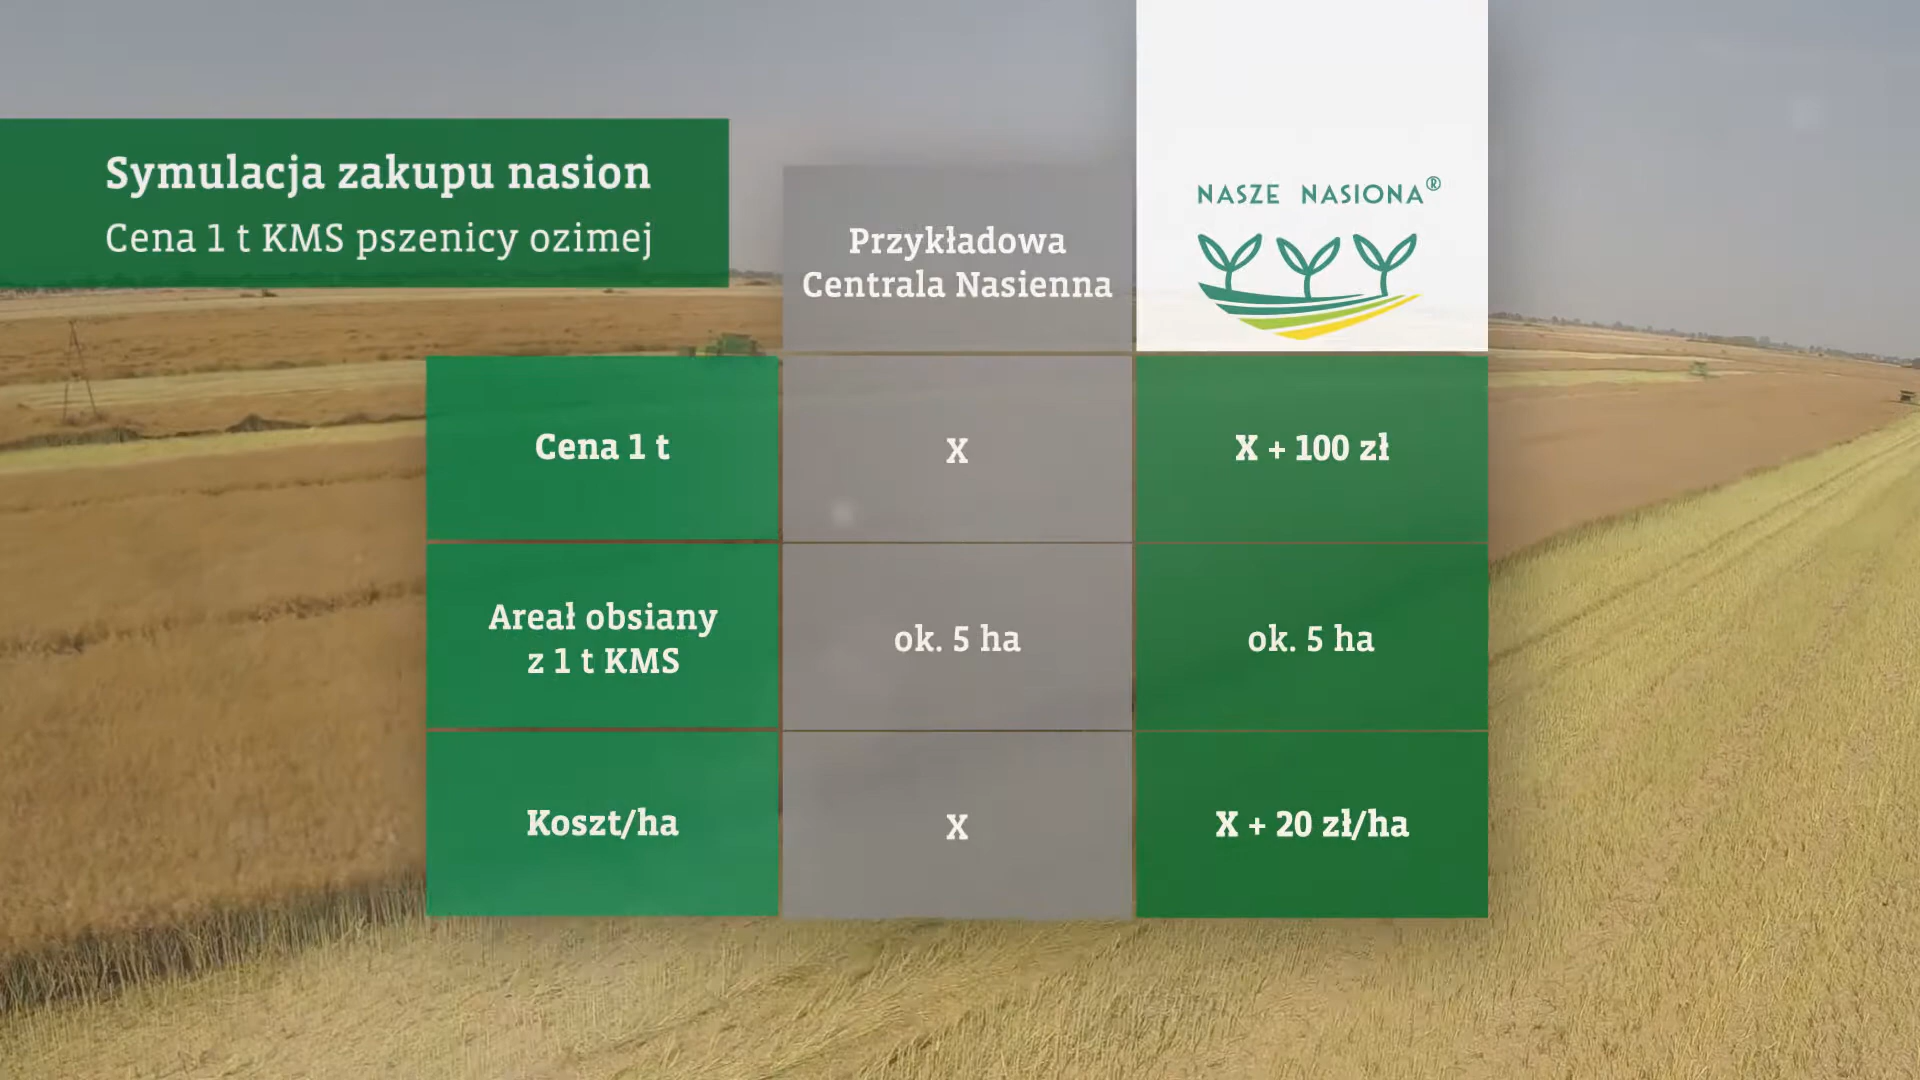 Symulacja zakupu nasion
Cena 1 t KMS pszenicy ozimej
Przykładowa
Centrala Nasienna
NASZE NASIONA®
Cena 1 t
X
X + 100 zł
Areał obsiany
z 1 t KMS
ok. 5 ha
ok. 5 ha
Koszt/ha
X
X + 20 zł/ha